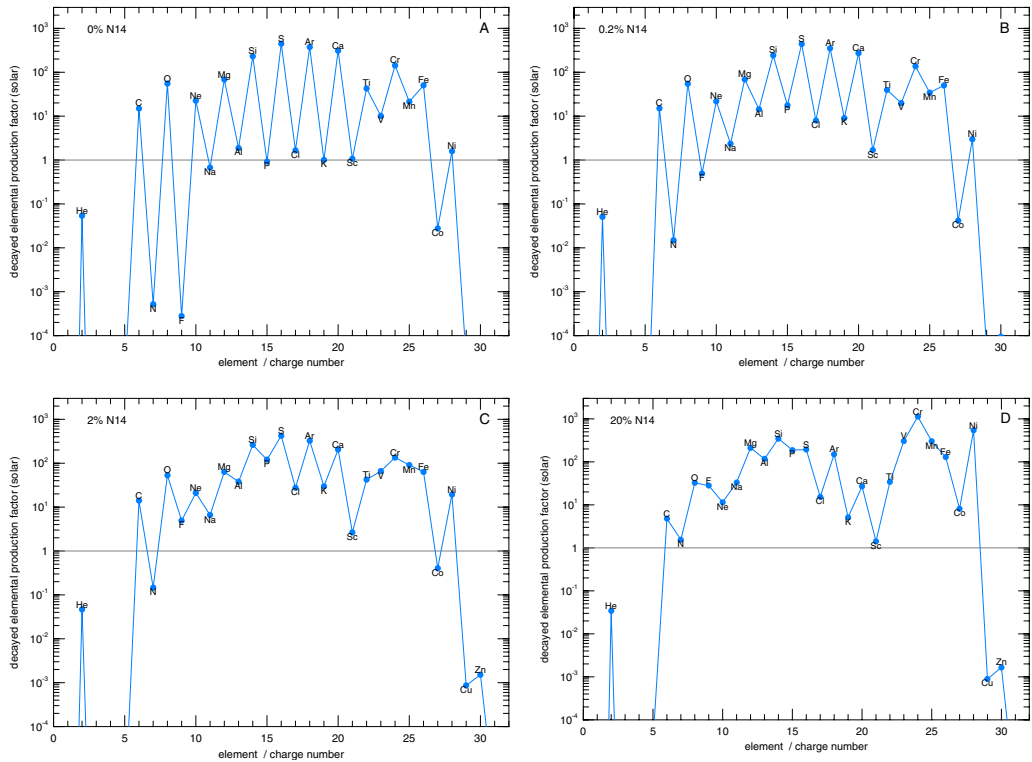 0% N14
A
decayed elemental production factor (solar)
10³
10²
10¹
1
10⁻¹
10⁻²
10⁻³
10⁻⁴
He C N O F Ne Na Mg Al Si P S Cl Ar K Ca Sc Ti V Cr Mn Fe Co Ni
0 5 10 15 20 25 30
element / charge number
0.2% N14
B
decayed elemental production factor (solar)
10³
10²
10¹
1
10⁻¹
10⁻²
10⁻³
10⁻⁴
He C N O F Ne Na Mg Al Si P S Cl Ar K Ca Sc Ti V Cr Mn Fe Co Ni
0 5 10 15 20 25 30
element / charge number
2% N14
C
decayed elemental production factor (solar)
10³
10²
10¹
1
10⁻¹
10⁻²
10⁻³
10⁻⁴
He C N O F Ne Na Mg Al Si P S Cl Ar K Ca Sc Ti V Cr Mn Fe Co Ni Cu Zn
0 5 10 15 20 25 30
element / charge number
20% N14
D
decayed elemental production factor (solar)
10³
10²
10¹
1
10⁻¹
10⁻²
10⁻³
10⁻⁴
He C N O F Ne Na Mg Al Si P S Cl Ar K Ca Sc Ti V Cr Mn Fe Co Ni Cu Zn
0 5 10 15 20 25 30
element / charge number